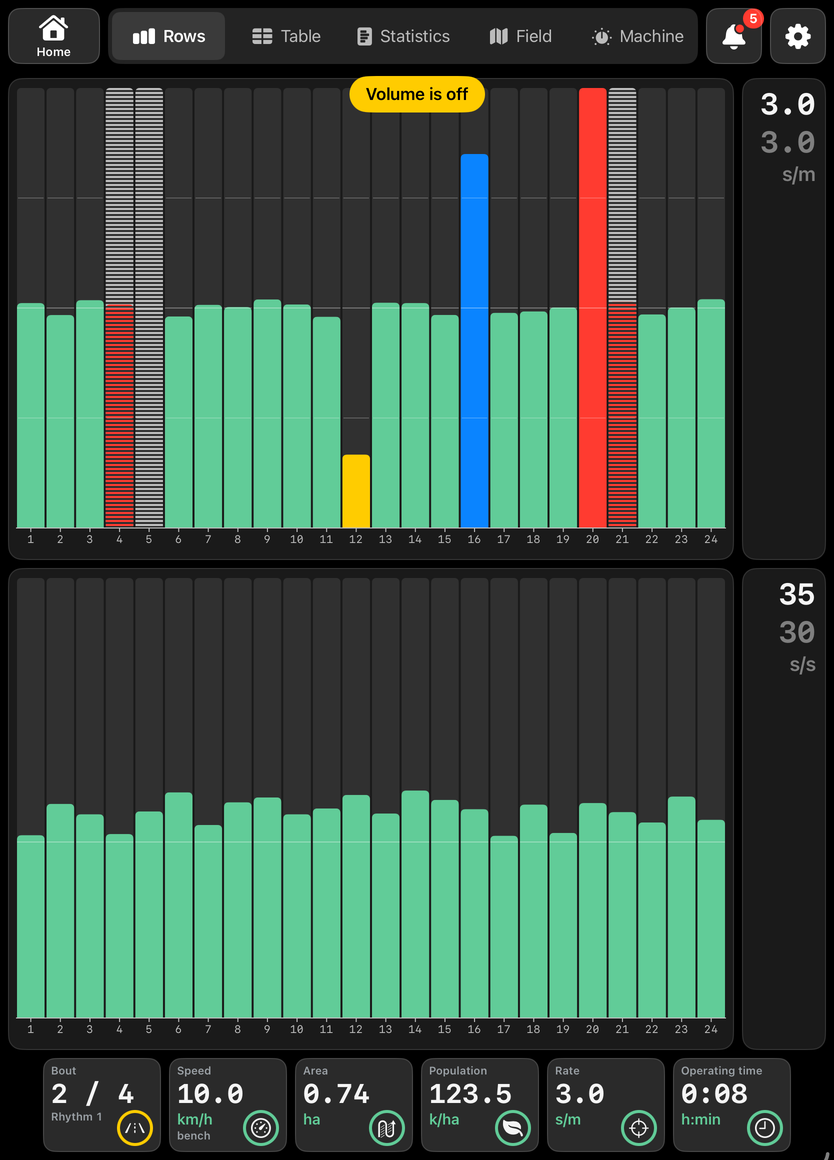 Home
Rows
Table
Statistics
Field
Machine
5
Volume is off
3.0
3.0
s/m
1 2 3 4 5 6 7 8 9 10 11 12 13 14 15 16 17 18 19 20 21 22 23 24
35
30
s/s
1 2 3 4 5 6 7 8 9 10 11 12 13 14 15 16 17 18 19 20 21 22 23 24
Bout
2 / 4
Rhythm 1
Speed
10.0
km/h
bench
Area
0.74
ha
Population
123.5
k/ha
Rate
3.0
s/m
Operating time
0:08
h:min